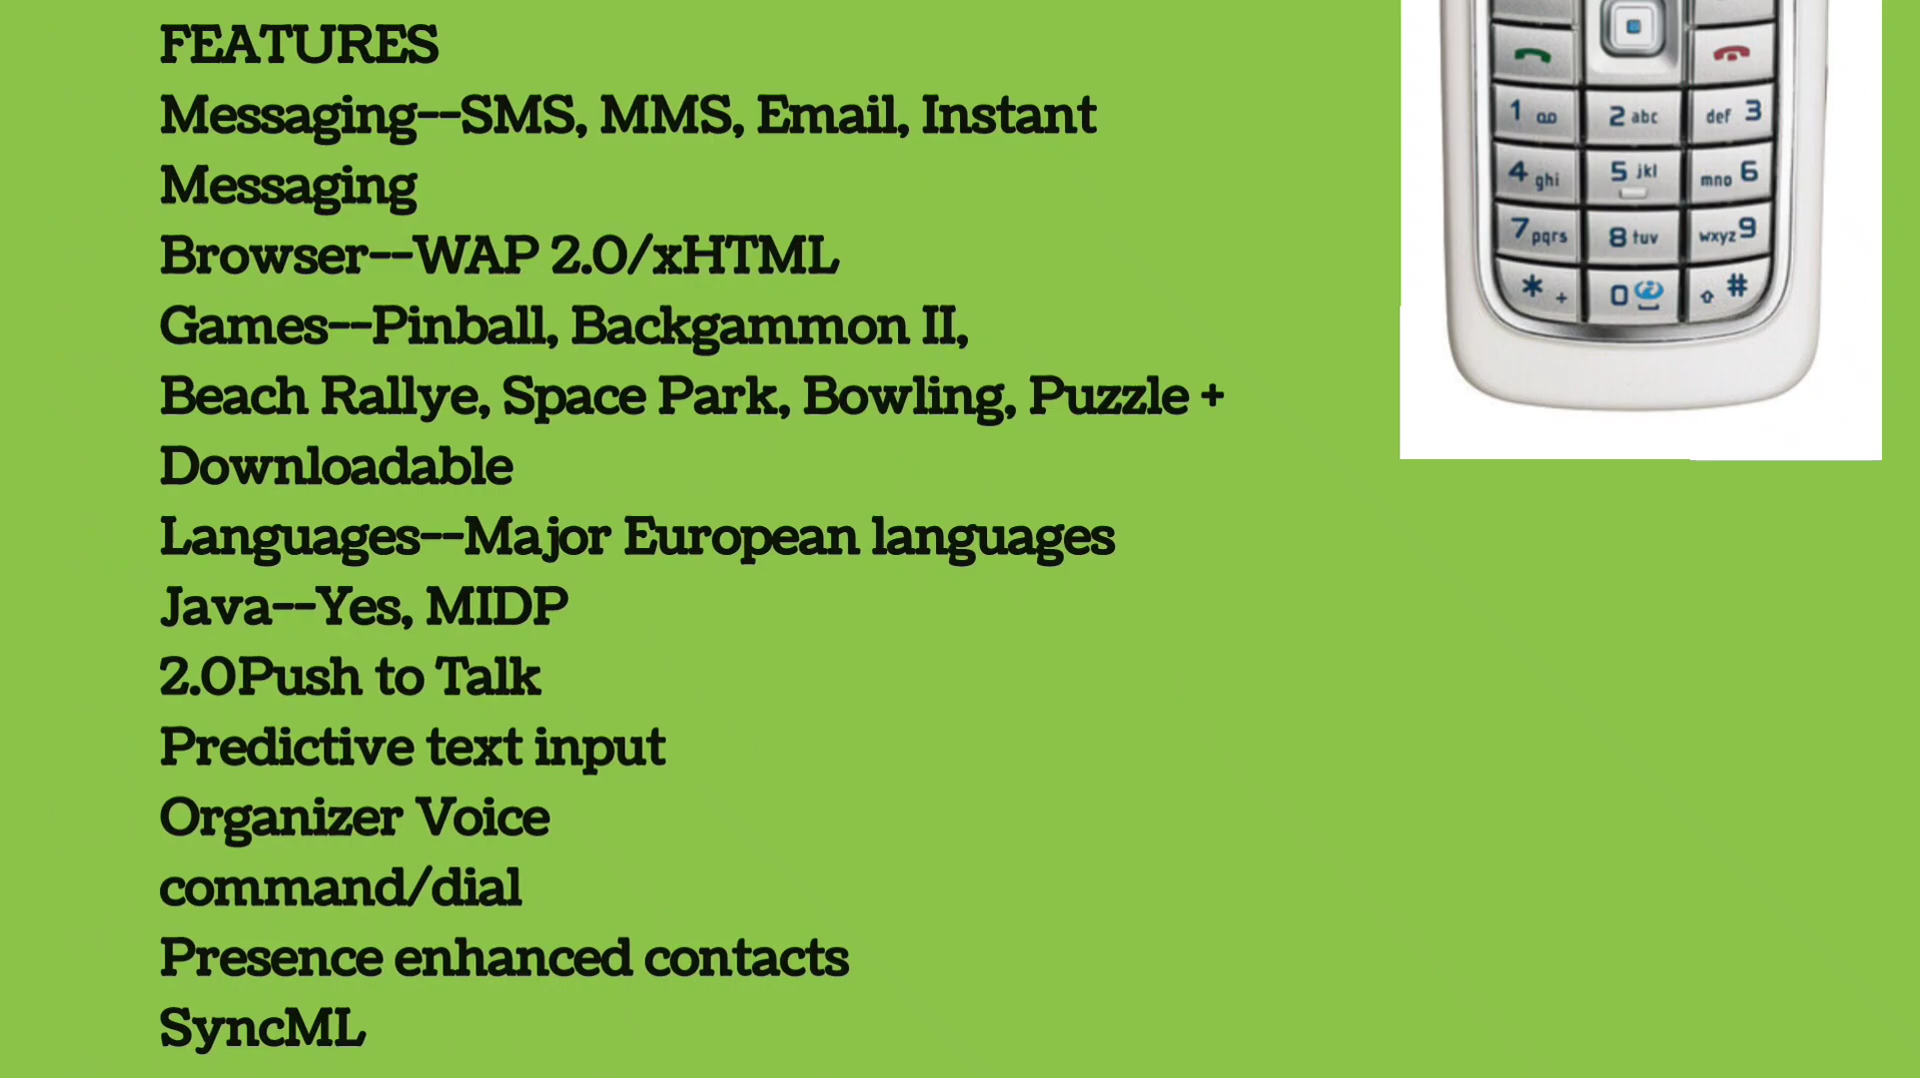 FEATURES
Messaging--SMS, MMS, Email, Instant
Messaging
Browser--WAP 2.0/xHTML
Games--Pinball, Backgammon II,
Beach Rallye, Space Park, Bowling, Puzzle +
Downloadable
Languages--Major European languages
Java--Yes, MIDP
2.0Push to Talk
Predictive text input
Organizer Voice
command/dial
Presence enhanced contacts
SyncML
1 2 abc def 3
4 ghi 5 jkl mno 6
7 pqrs 8 tuv wxyz 9
* + 0 #